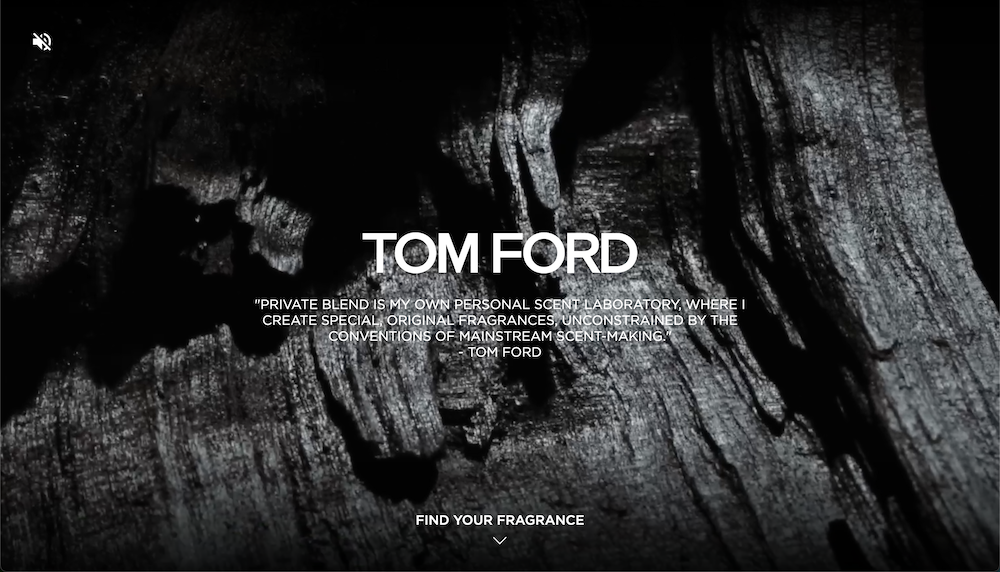 TOM FORD
"PRIVATE BLEND IS MY OWN PERSONAL SCENT LABORATORY, WHERE I
CREATE SPECIAL, ORIGINAL FRAGRANCES, UNCONSTRAINED BY THE
CONVENTIONS OF MAINSTREAM SCENT-MAKING."
- TOM FORD
FIND YOUR FRAGRANCE